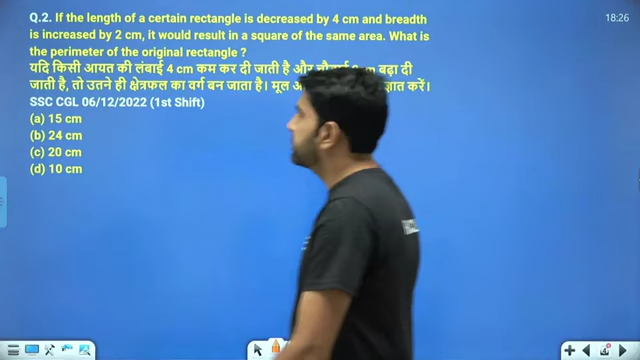 Q.2. If the length of a certain rectangle is decreased by 4 cm and breadth
is increased by 2 cm, it would result in a square of the same area. What is
the perimeter of the original rectangle ?
यदि किसी आयत की लंबाई 4 cm कम कर दी जाती है और बढ़ा दी
जाती है, तो उतने ही क्षेत्रफल का वर्ग बन जाता है। मूल ज्ञात करें।
SSC CGL 06/12/2022 (1st Shift)
(a) 15 cm
(b) 24 cm
(c) 20 cm
(d) 10 cm
18:26